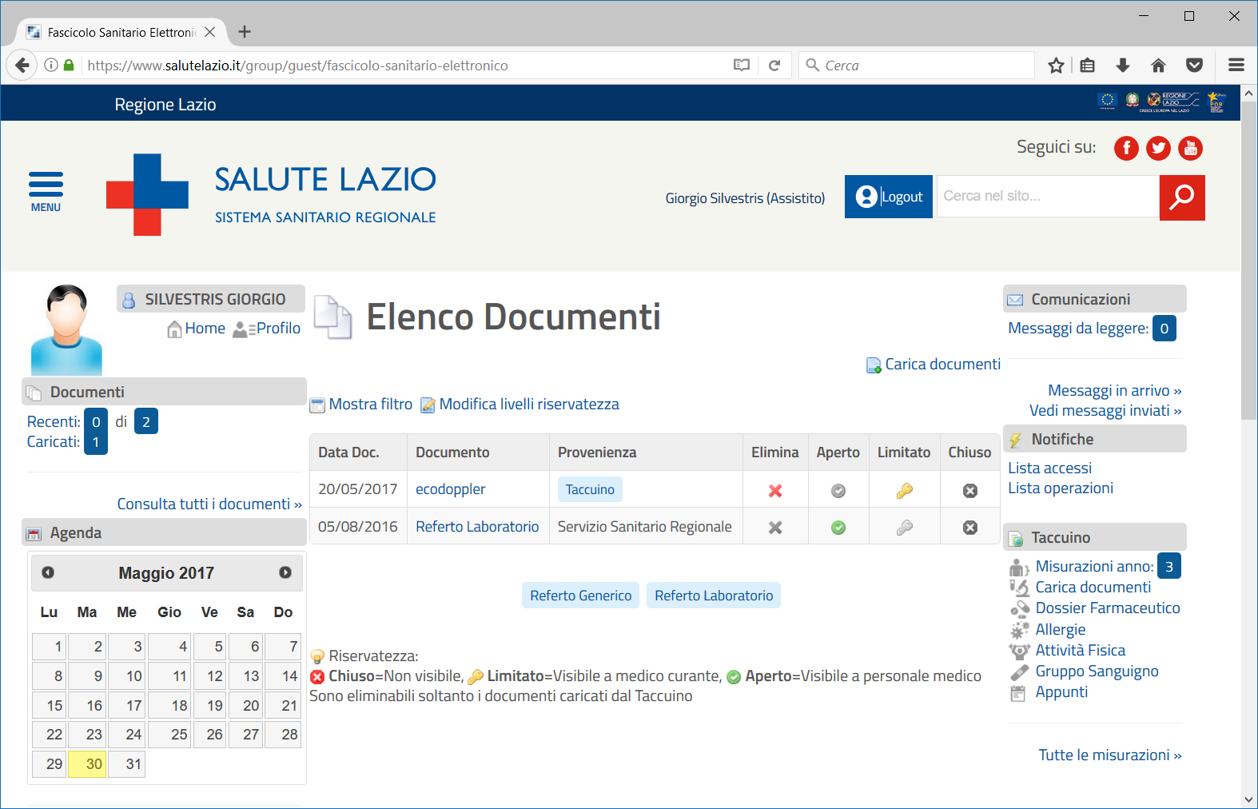 Fascicolo Sanitario Elettroni
https://www.salutelazio.it/group/guest/fascicolo-sanitario-elettronico
Cerca
Regione Lazio
Seguici su:
MENU
SALUTE LAZIO
SISTEMA SANITARIO REGIONALE
Giorgio Silvestris (Assistito)
Logout
Cerca nel sito...
SILVESTRIS GIORGIO
Home Profilo
Documenti
Recenti: 0 di 2
Caricati: 1
Consulta tutti i documenti »
Agenda
Maggio 2017
Lu Ma Me Gio Ve Sa Do
1 2 3 4 5 6 7
8 9 10 11 12 13 14
15 16 17 18 19 20 21
22 23 24 25 26 27 28
29 30 31
Elenco Documenti
Carica documenti
Mostra filtro Modifica livelli riservatezza
Data Doc. Documento Provenienza Elimina Aperto Limitato Chiuso
20/05/2017 ecodoppler Taccuino
05/08/2016 Referto Laboratorio Servizio Sanitario Regionale
Referto Generico Referto Laboratorio
Riservatezza:
Chiuso=Non visibile, Limitato=Visibile a medico curante, Aperto=Visibile a personale medico
Sono eliminabili soltanto i documenti caricati dal Taccuino
Comunicazioni
Messaggi da leggere: 0
Messaggi in arrivo »
Vedi messaggi inviati »
Notifiche
Lista accessi
Lista operazioni
Taccuino
Misurazioni anno: 3
Carica documenti
Dossier Farmaceutico
Allergie
Attività Fisica
Gruppo Sanguigno
Appunti
Tutte le misurazioni »